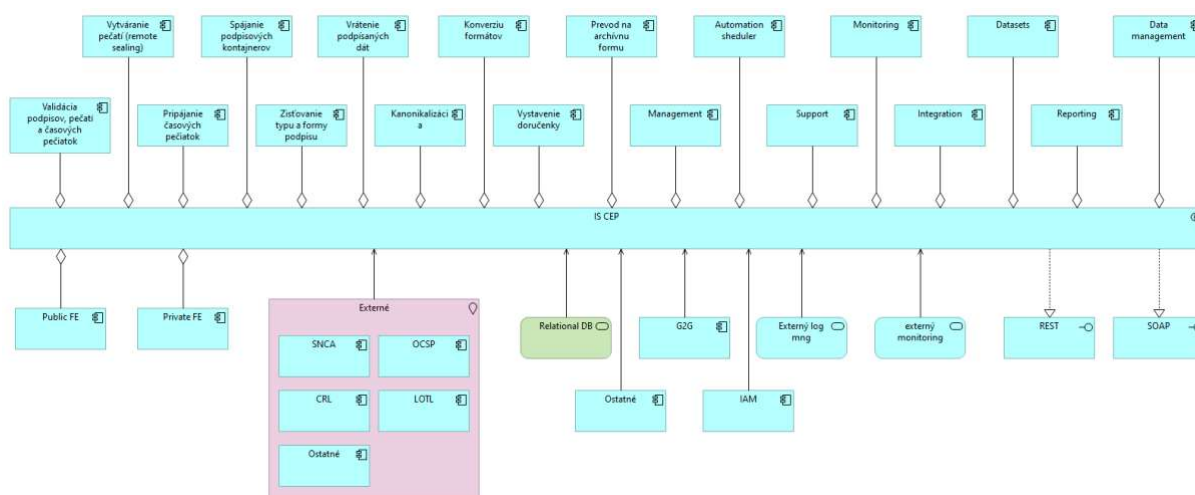 Vytváranie
pečatí (remote
sealing)
Spájanie
podpisových
kontajnerov
Vrátenie
podpísaných
dát
Konverziu
formátov
Prevod na
archívnu
formu
Automation
sheduler
Monitoring
Datasets
Data
management
Validácia
podpisov, pečatí
a časových
pečiatok
Pripájanie
časových
pečiatok
Zisťovanie
typu a formy
podpisu
Kanonikalizáci
a
Vystavenie
doručenky
Management
Support
Integration
Reporting
IS CEP
Public FE
Private FE
Externé
SNCA
OCSP
CRL
LOTL
Ostatné
Relational DB
G2G
Externý log
mng
externý
monitoring
REST
SOAP
Ostatné
IAM